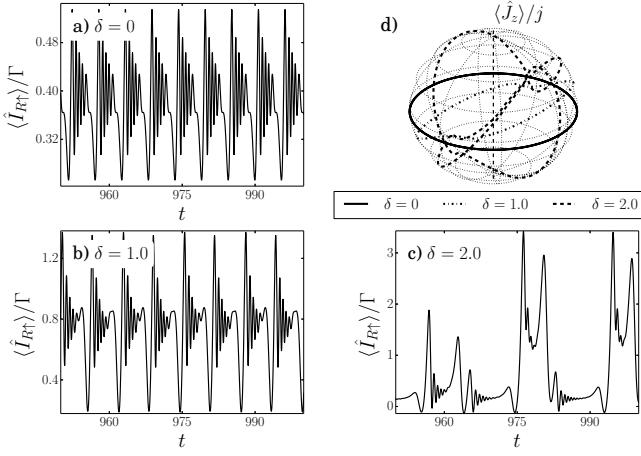 a) δ = 0
⟨Î_{R↑}⟩/Γ
0.48
0.40
0.32
960 975 990
t
d) ⟨Ĵ_z⟩/j
δ = 0 δ = 1.0 δ = 2.0
b) δ = 1.0
⟨Î_{R↑}⟩/Γ
1.2
0.8
0.4
960 975 990
t
c) δ = 2.0
⟨Î_{R↑}⟩/Γ
3
2
1
0
960 975 990
t